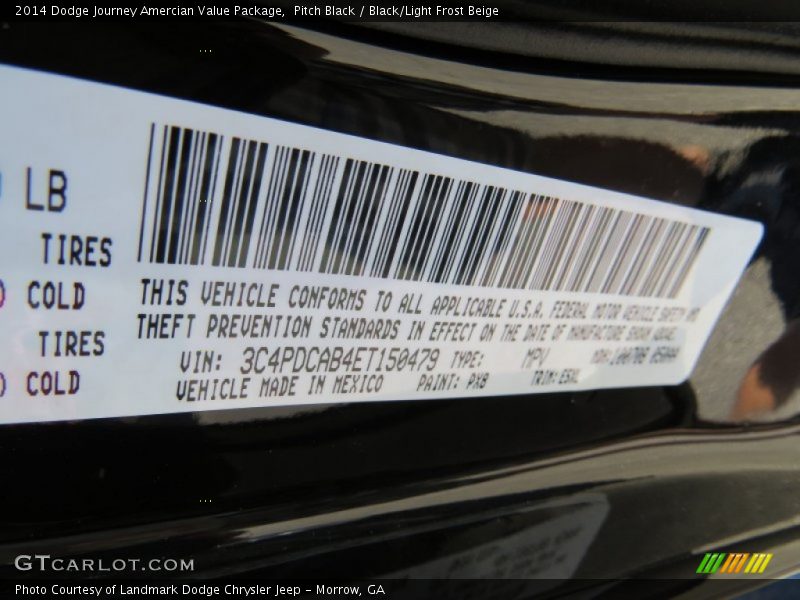 2014 Dodge Journey Amercian Value Package, Pitch Black / Black/Light Frost Beige
LB
TIRES
COLD
TIRES
COLD
THIS VEHICLE CONFORMS TO ALL APPLICABLE U.S.A. FEDERAL MOTOR VEHICLE SAFETY AND
THEFT PREVENTION STANDARDS IN EFFECT ON THE DATE OF MANUFACTURE SHOWN ABOVE.
VIN: 3C4PDCAB4ET150479 TYPE: MPV MDH:
VEHICLE MADE IN MEXICO PAINT: PX8 TRIM:
GTCARLOT.COM
Photo Courtesy of Landmark Dodge Chrysler Jeep - Morrow, GA